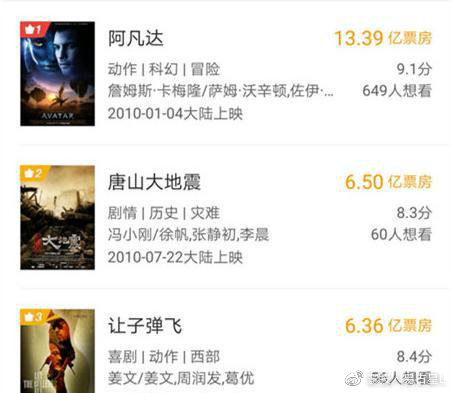 1
阿凡达
13.39 亿票房
动作 | 科幻 | 冒险
9.1分
詹姆斯·卡梅隆/萨姆·沃辛顿,佐伊·…
649人想看
2010-01-04大陆上映
AVATAR
2
唐山大地震
6.50 亿票房
剧情 | 历史 | 灾难
8.3分
冯小刚/徐帆,张静初,李晨
60人想看
2010-07-22大陆上映
大地震
3
让子弹飞
6.36 亿票房
喜剧 | 动作 | 西部
8.4分
姜文/姜文,周润发,葛优
56人想看